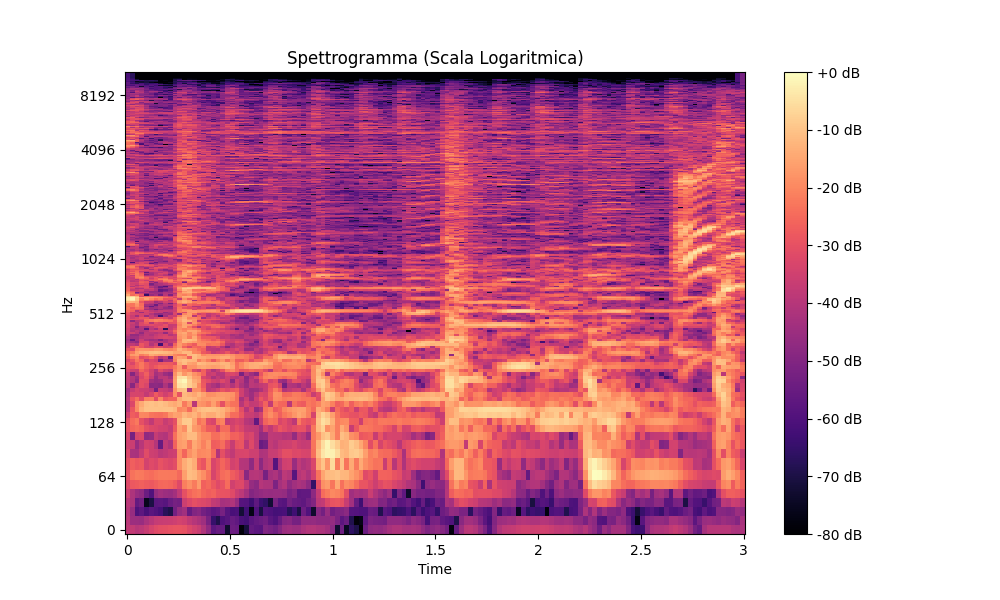 Spettrogramma (Scala Logaritmica)
8192
4096
2048
1024
512
256
128
64
0
Hz
0
0.5
1
1.5
2
2.5
3
Time
+0 dB
-10 dB
-20 dB
-30 dB
-40 dB
-50 dB
-60 dB
-70 dB
-80 dB